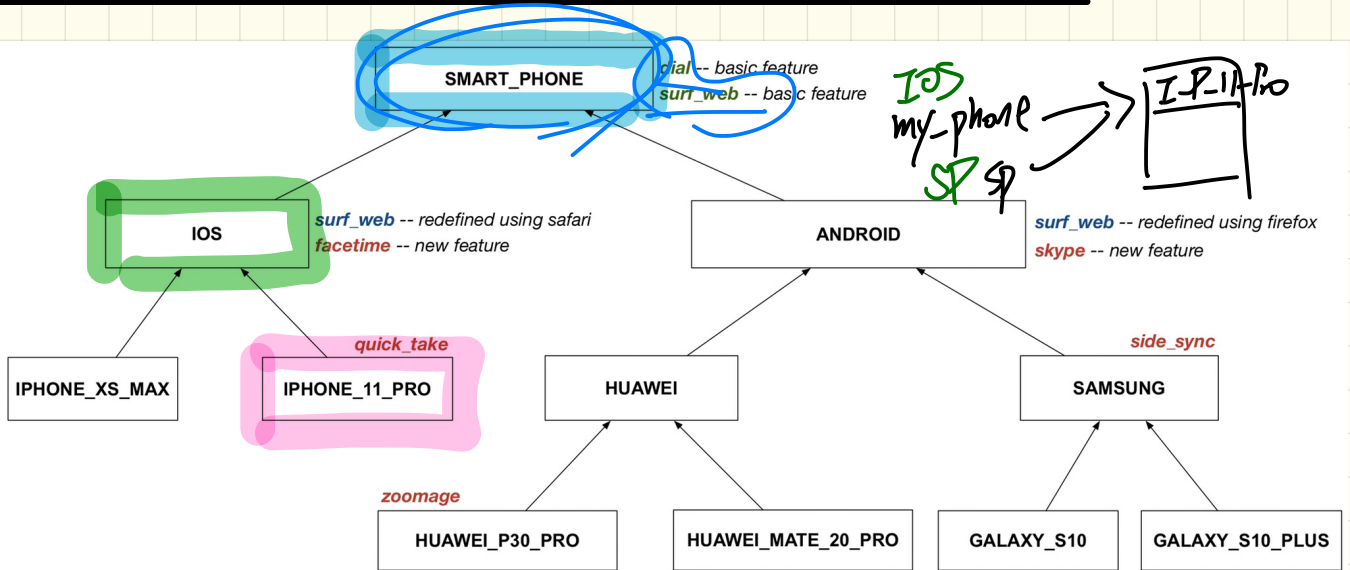 SMART_PHONE
dial -- basic feature
surf_web -- basic feature
IOS
my_phone
SP SP
I_P_11_Pro
IOS
surf_web -- redefined using safari
facetime -- new feature
ANDROID
surf_web -- redefined using firefox
skype -- new feature
IPHONE_XS_MAX
quick_take
IPHONE_11_PRO
HUAWEI
side_sync
SAMSUNG
zoomage
HUAWEI_P30_PRO
HUAWEI_MATE_20_PRO
GALAXY_S10
GALAXY_S10_PLUS